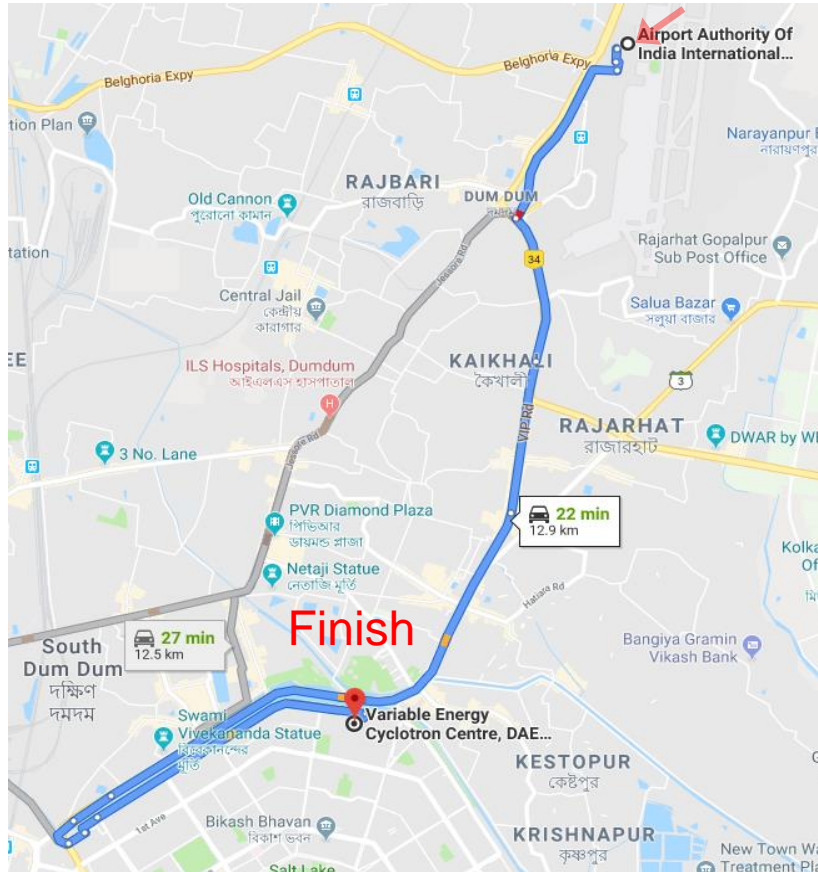 Airport Authority Of
India International...
Belghoria Expy
Belghoria Expy
tion Plan
Narayanpur
নারায়ণপুর
RAJBARI
রাজবাড়ি
DUM DUM
দমদম
Old Cannon
পুরোনো কামান
tation
34
Rajarhat Gopalpur
Sub Post Office
Jessore Rd
Central Jail
কেন্দ্রীয়
কারাগার
Salua Bazar
সলুয়া বাজার
EE
ILS Hospitals, Dumdum
আইএলএস হাসপাতাল
H
KAIKHALI
কৈখালী
3
VIP Rd
RAJARHAT
রাজারহাট
DWAR by
Jessore Rd
3 No. Lane
PVR Diamond Plaza
পিভিআর
ডায়মন্ড প্লাজা
22 min
12.9 km
Kolka
Of
Netaji Statue
নেতাজি মূর্তি
Hatiara Rd
Finish
27 min
12.5 km
South
Dum Dum
দক্ষিণ
দমদম
Bangiya Gramin
Vikash Bank
Swami
Vivekananda Statue
বিবেকানন্দের
মূর্তি
Variable Energy
Cyclotron Centre, DAE...
KESTOPUR
কেষ্টপুর
1st Ave
Bikash Bhavan
বিকাশ ভবন
KRISHNAPUR
কৃষ্ণপুর
New Town Wa
Treatment Pla
Salt Lake